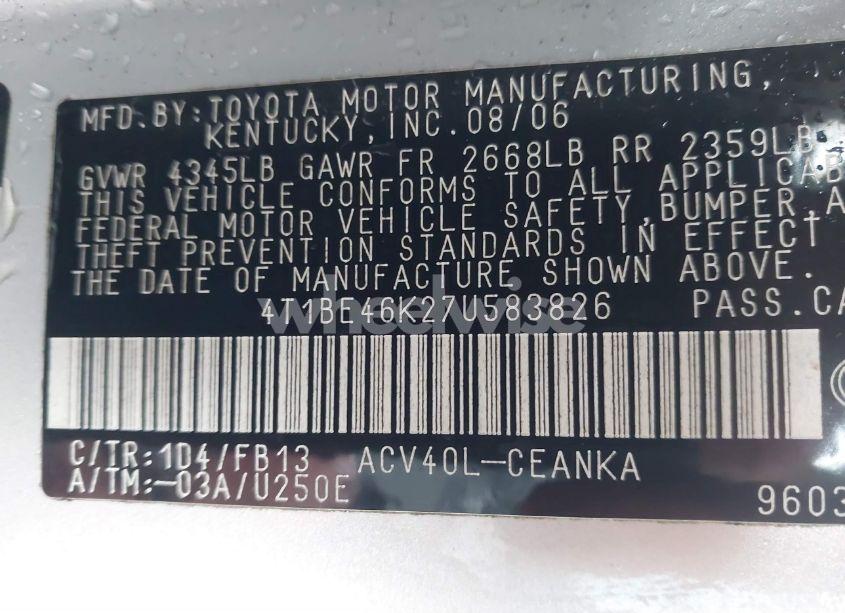 MFD.BY:TOYOTA MOTOR MANUFACTURING,
KENTUCKY,INC.08/06
GVWR 4345LB GAWR FR 2668LB RR 2359LB
THIS VEHICLE CONFORMS TO ALL APPLICAB
FEDERAL MOTOR VEHICLE SAFETY,BUMPER,A
THEFT PREVENTION STANDARDS IN EFFECT
THE DATE OF MANUFACTURE SHOWN ABOVE.
4T1BE46K27U583826 PASS.CA
wheelwise
C/TR:1D4/FB13 ACV40L-CEANKA
A/TM:-03A/U250E
9603